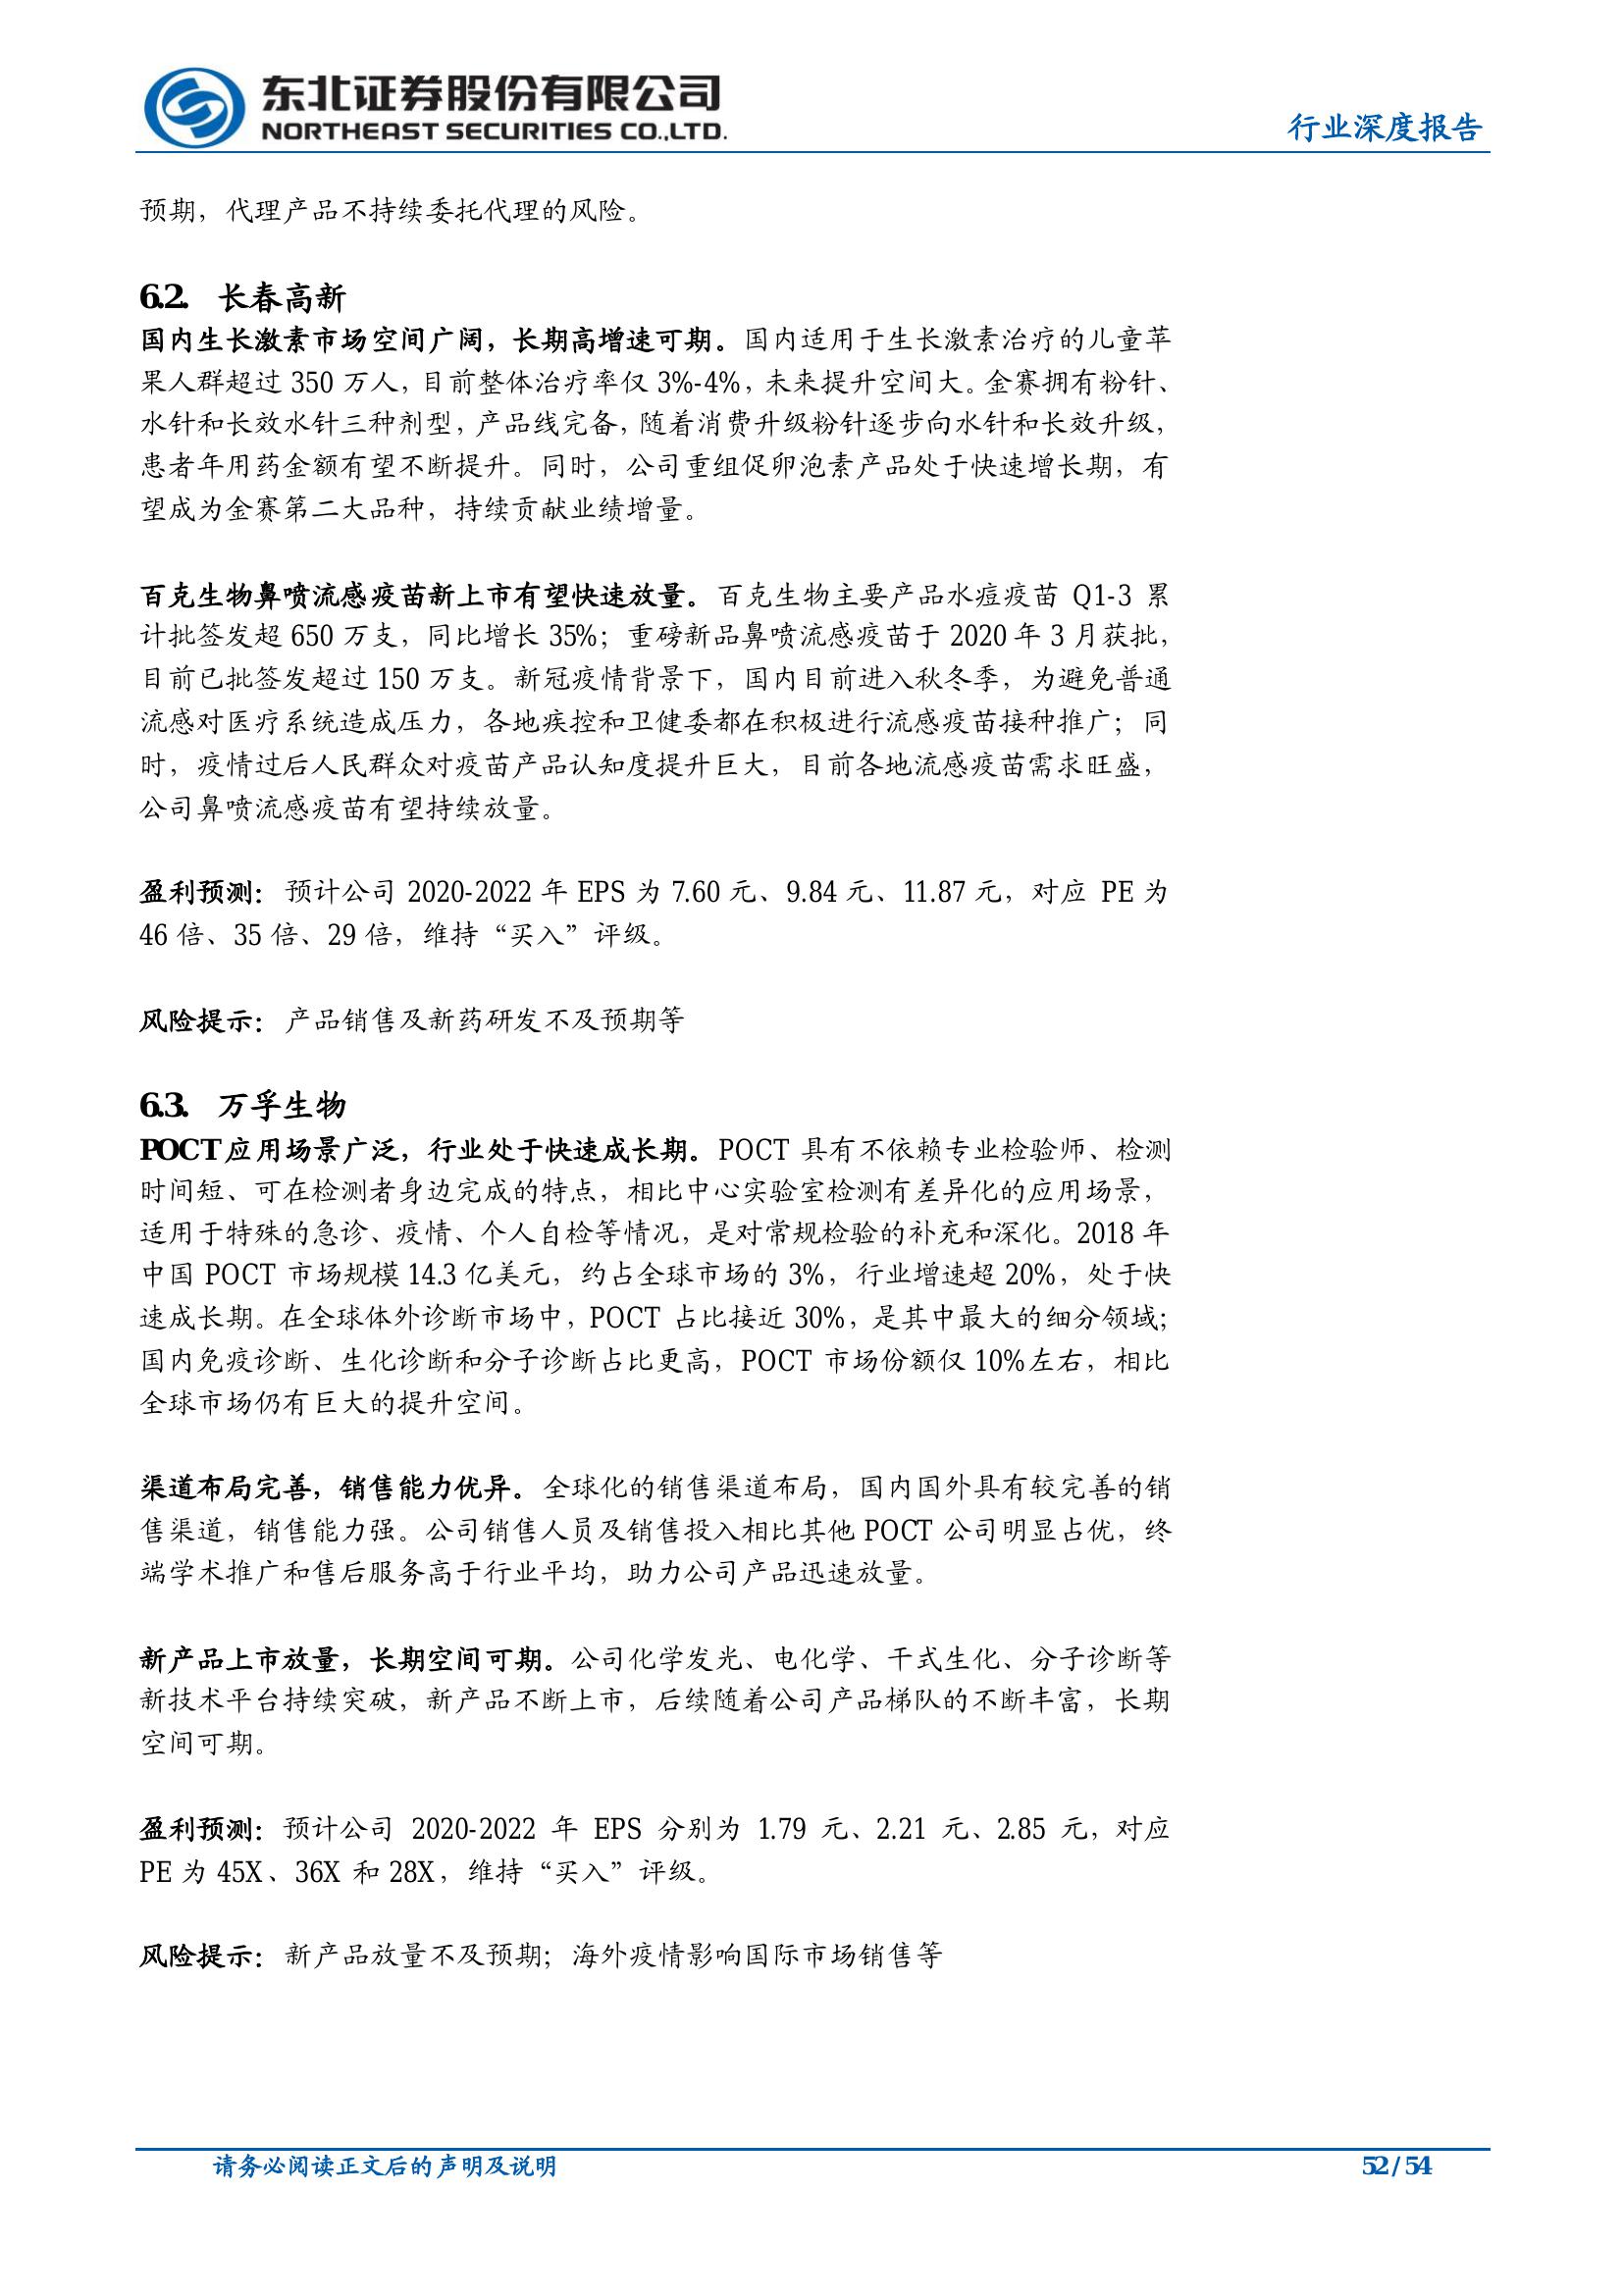 东北证券股份有限公司
NORTHEAST SECURITIES CO.,LTD.
行业深度报告
预期，代理产品不持续委托代理的风险。
6.2. 长春高新
国内生长激素市场空间广阔，长期高增速可期。国内适用于生长激素治疗的儿童苹
果人群超过 350 万人，目前整体治疗率仅 3%-4%，未来提升空间大。金赛拥有粉针、
水针和长效水针三种剂型，产品线完备，随着消费升级粉针逐步向水针和长效升级，
患者年用药金额有望不断提升。同时，公司重组促卵泡素产品处于快速增长期，有
望成为金赛第二大品种，持续贡献业绩增量。
百克生物鼻喷流感疫苗新上市有望快速放量。百克生物主要产品水痘疫苗 Q1-3 累
计批签发超 650 万支，同比增长 35%；重磅新品鼻喷流感疫苗于 2020 年 3 月获批，
目前已批签发超过 150 万支。新冠疫情背景下，国内目前进入秋冬季，为避免普通
流感对医疗系统造成压力，各地疾控和卫健委都在积极进行流感疫苗接种推广；同
时，疫情过后人民群众对疫苗产品认知度提升巨大，目前各地流感疫苗需求旺盛，
公司鼻喷流感疫苗有望持续放量。
盈利预测：预计公司 2020-2022 年 EPS 为 7.60 元、9.84 元、11.87 元，对应 PE 为
46 倍、35 倍、29 倍，维持“买入”评级。
风险提示：产品销售及新药研发不及预期等
6.3. 万孚生物
POCT 应用场景广泛，行业处于快速成长期。POCT 具有不依赖专业检验师、检测
时间短、可在检测者身边完成的特点，相比中心实验室检测有差异化的应用场景，
适用于特殊的急诊、疫情、个人自检等情况，是对常规检验的补充和深化。2018 年
中国 POCT 市场规模 14.3 亿美元，约占全球市场的 3%，行业增速超 20%，处于快
速成长期。在全球体外诊断市场中，POCT 占比接近 30%，是其中最大的细分领域；
国内免疫诊断、生化诊断和分子诊断占比更高，POCT 市场份额仅 10%左右，相比
全球市场仍有巨大的提升空间。
渠道布局完善，销售能力优异。全球化的销售渠道布局，国内国外具有较完善的销
售渠道，销售能力强。公司销售人员及销售投入相比其他 POCT 公司明显占优，终
端学术推广和售后服务高于行业平均，助力公司产品迅速放量。
新产品上市放量，长期空间可期。公司化学发光、电化学、干式生化、分子诊断等
新技术平台持续突破，新产品不断上市，后续随着公司产品梯队的不断丰富，长期
空间可期。
盈利预测：预计公司 2020-2022 年 EPS 分别为 1.79 元、2.21 元、2.85 元，对应
PE 为 45X、36X 和 28X，维持“买入”评级。
风险提示：新产品放量不及预期；海外疫情影响国际市场销售等
请务必阅读正文后的声明及说明
52 / 54